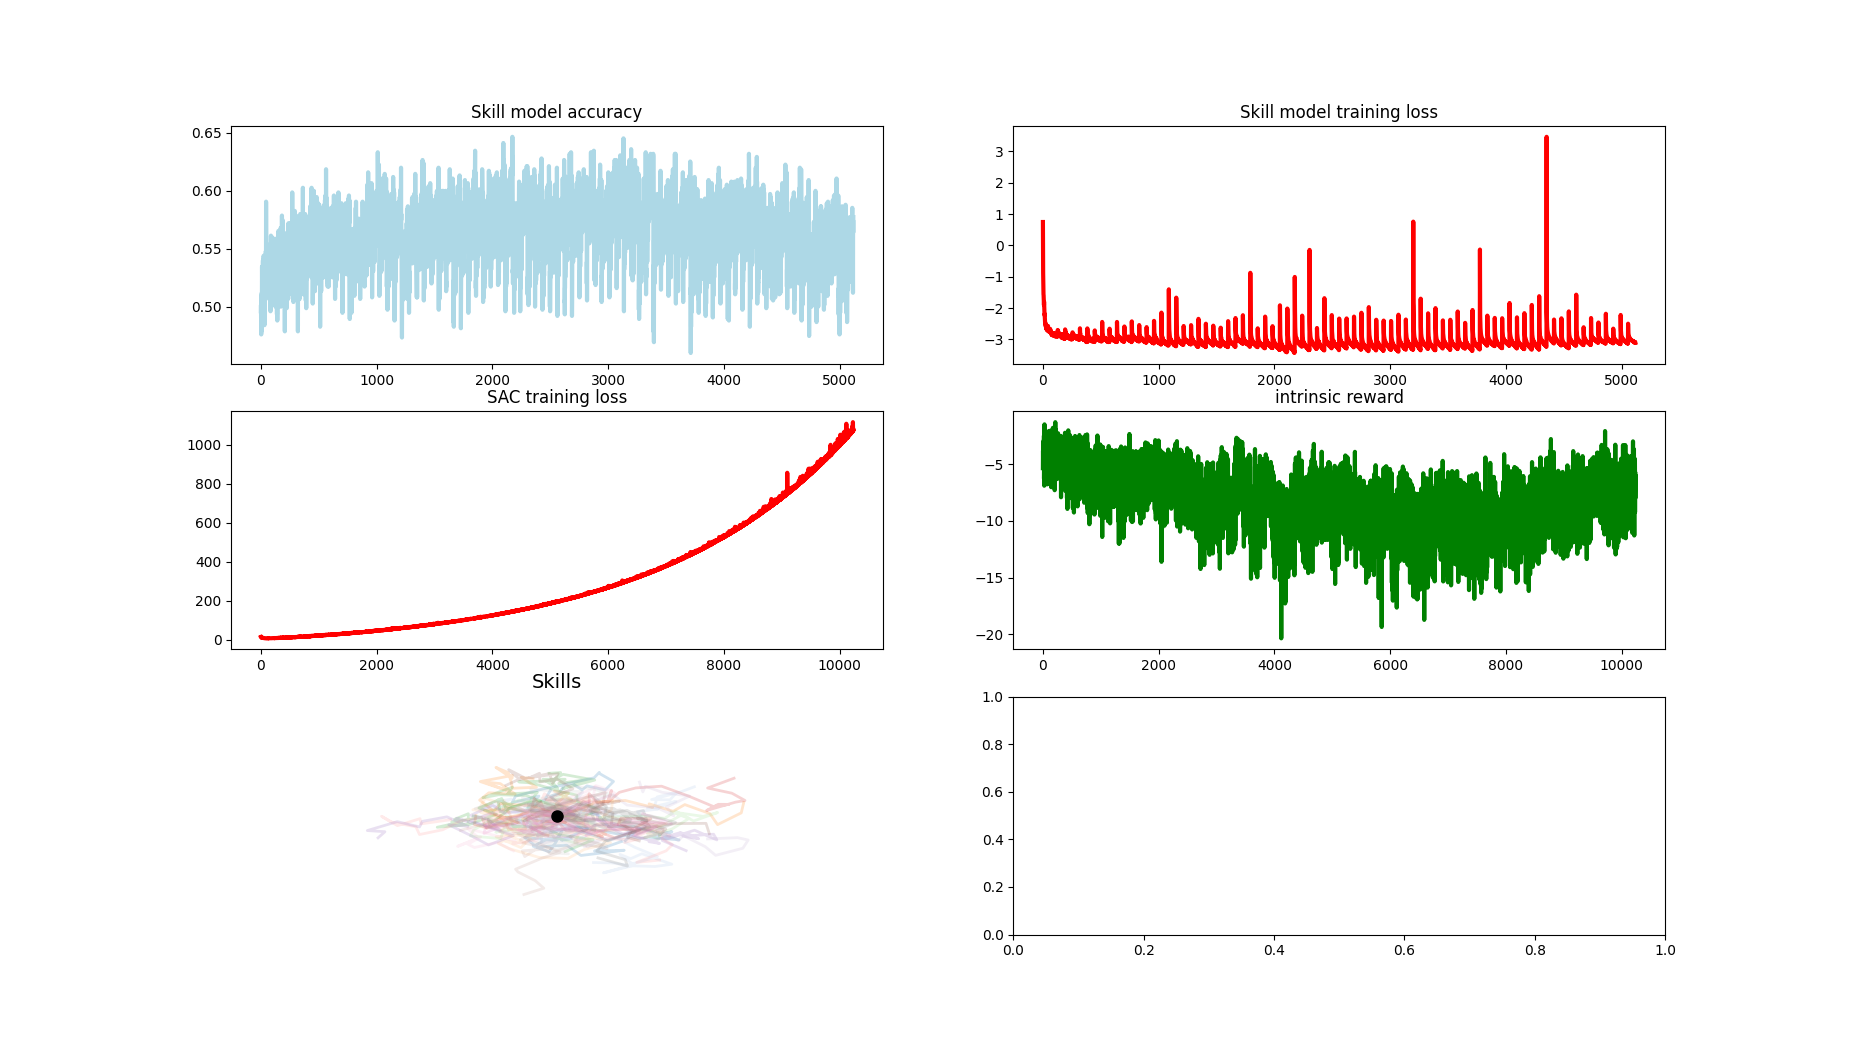 Skill model accuracy
0.65
0.60
0.55
0.50
0 1000 2000 3000 4000 5000
Skill model training loss
3
2
1
0
−1
−2
−3
0 1000 2000 3000 4000 5000
SAC training loss
1000
800
600
400
200
0
0 2000 4000 6000 8000 10000
intrinsic reward
−5
−10
−15
−20
0 2000 4000 6000 8000 10000
Skills
1.0
0.8
0.6
0.4
0.2
0.0
0.0 0.2 0.4 0.6 0.8 1.0